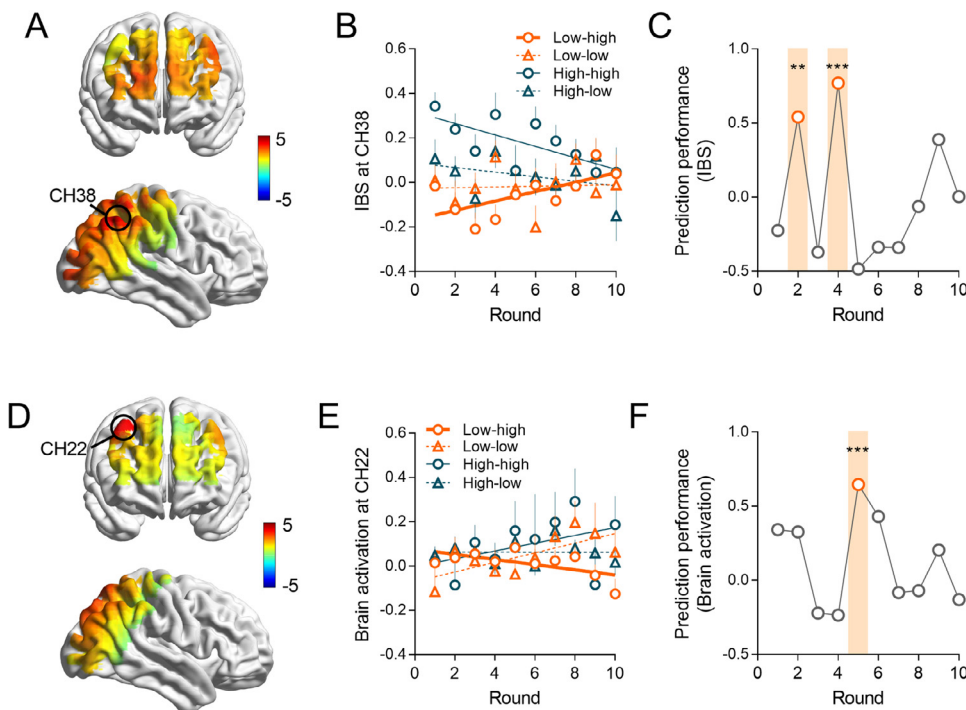 A
5
-5
CH38
B
IBS at CH38
0.6
0.4
0.2
0.0
-0.2
-0.4
0 2 4 6 8 10
Round
Low-high
Low-low
High-high
High-low
C
Prediction performance
(IBS)
1.0
0.5
0.0
-0.5
** ***
0 2 4 6 8 10
Round
D
CH22
5
-5
E
Brain activation at CH22
0.6
0.4
0.2
0.0
-0.2
-0.4
0 2 4 6 8 10
Round
Low-high
Low-low
High-high
High-low
F
Prediction performance
(Brain activation)
1.0
0.5
0.0
-0.5
***
0 2 4 6 8 10
Round